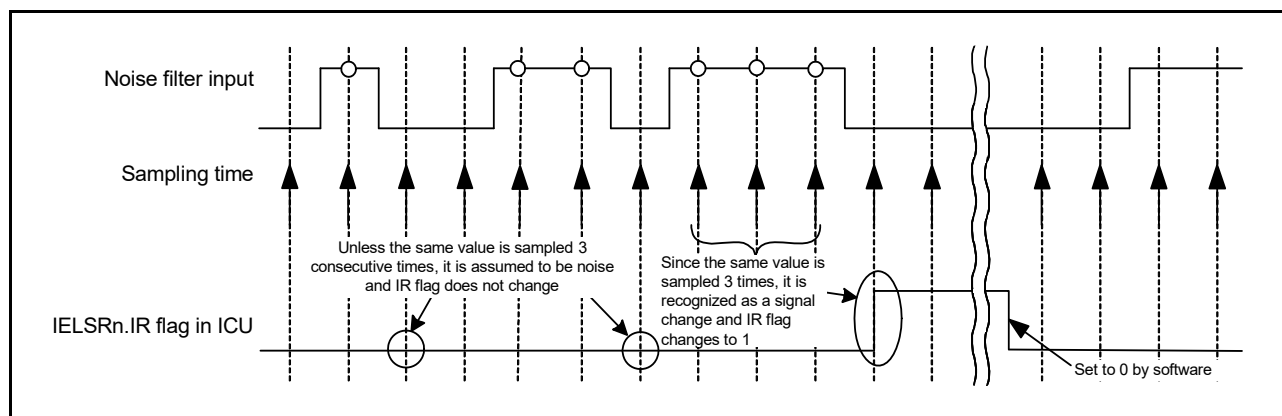 Noise filter input
Sampling time
Unless the same value is sampled 3
consecutive times, it is assumed to be noise
and IR flag does not change
Since the same value is
sampled 3 times, it is
recognized as a signal
change and IR flag
changes to 1
IELSRn.IR flag in ICU
Set to 0 by software